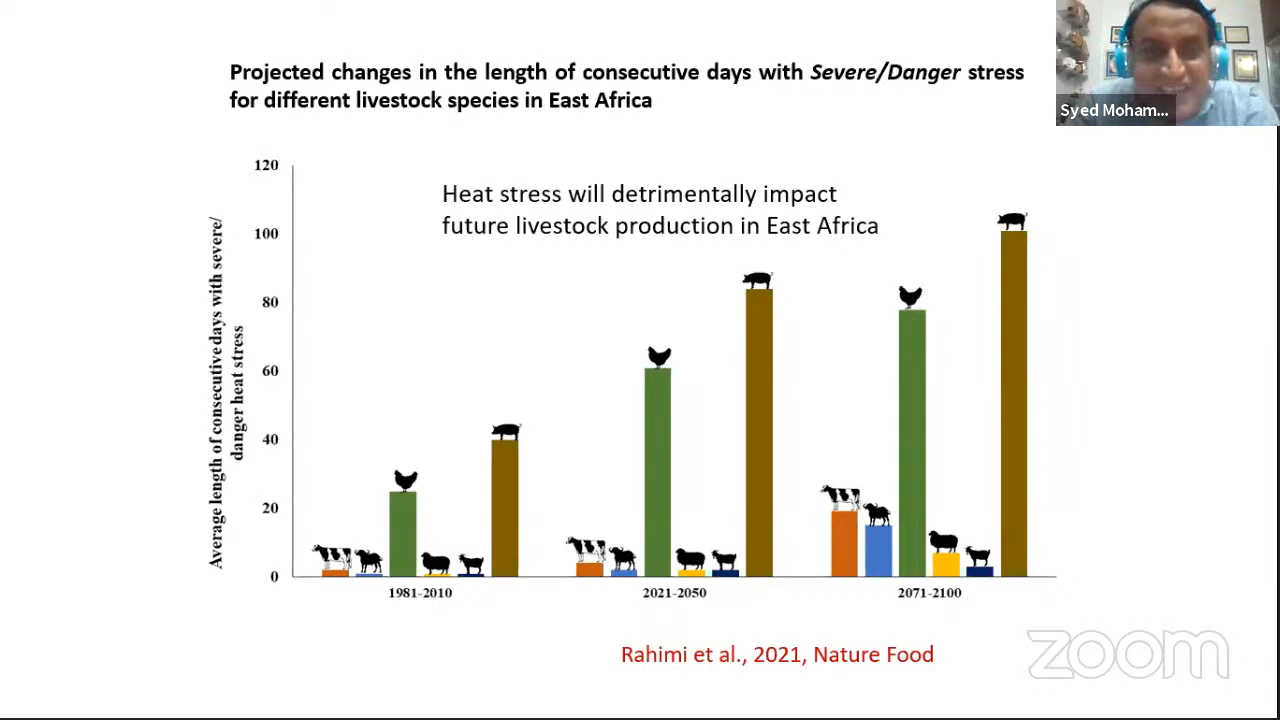 Projected changes in the length of consecutive days with Severe/Danger stress
for different livestock species in East Africa
Syed Moham...
Heat stress will detrimentally impact
future livestock production in East Africa
Average length of consecutive days with severe/
danger heat stress
120
100
80
60
40
20
0
1981-2010
2021-2050
2071-2100
Rahimi et al., 2021, Nature Food
zoom